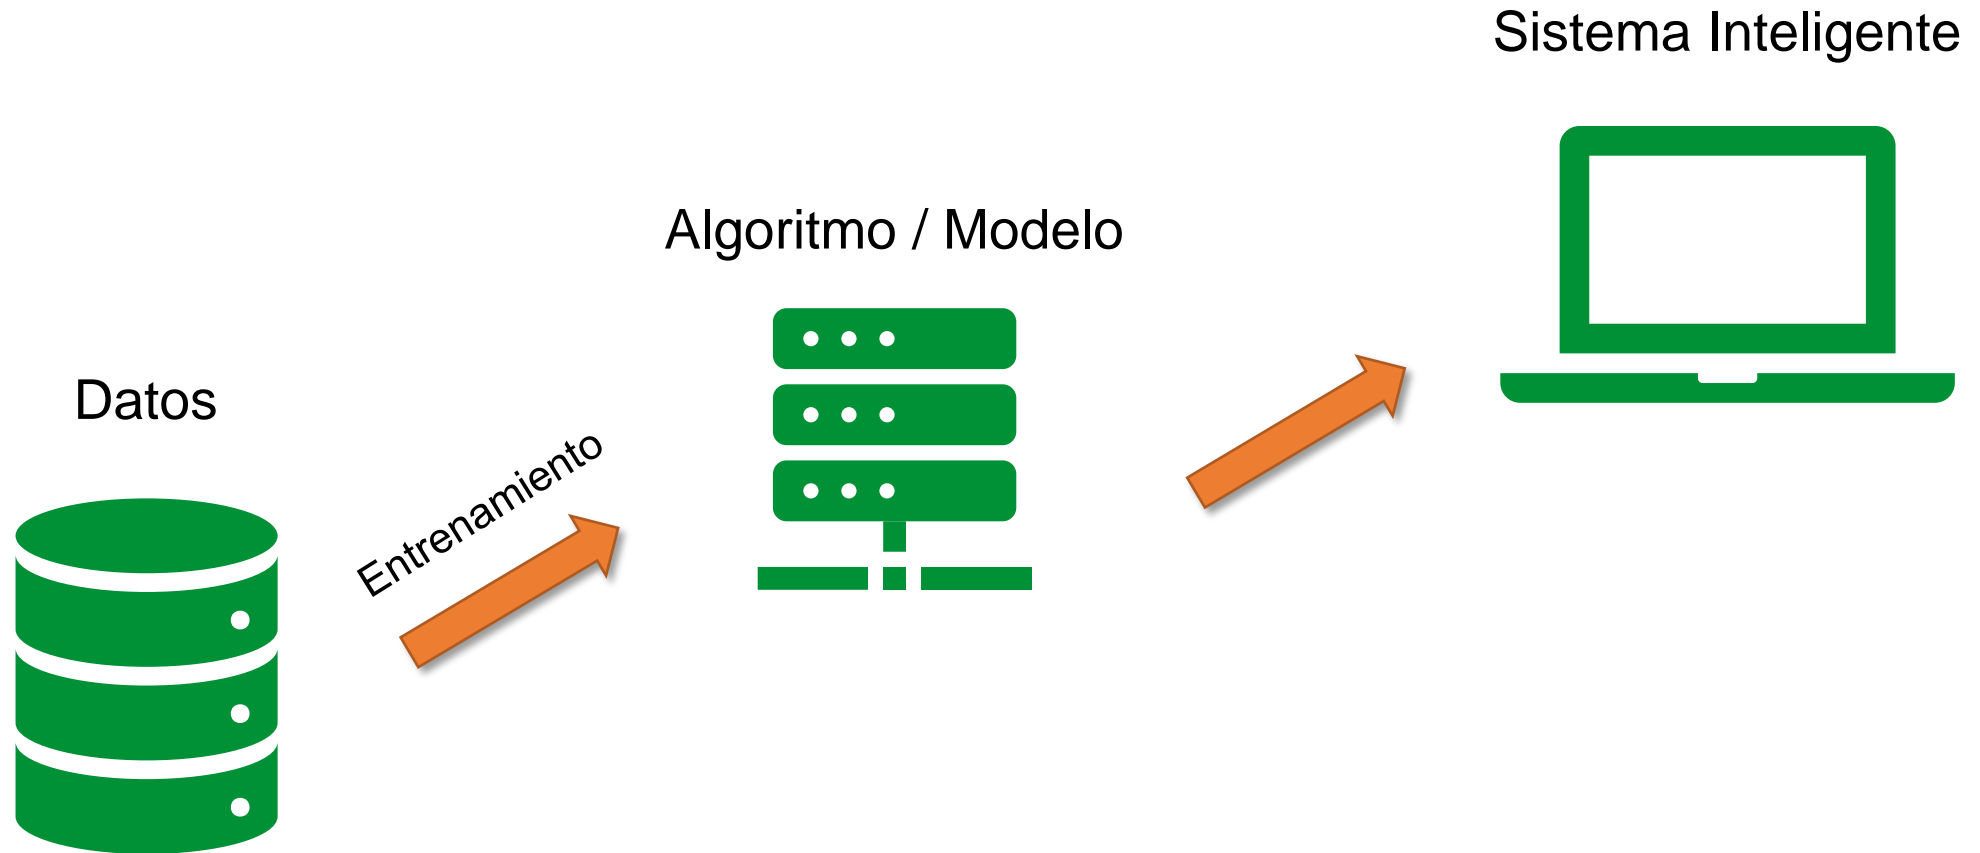 Sistema Inteligente
Algoritmo / Modelo
Datos
Entrenamiento